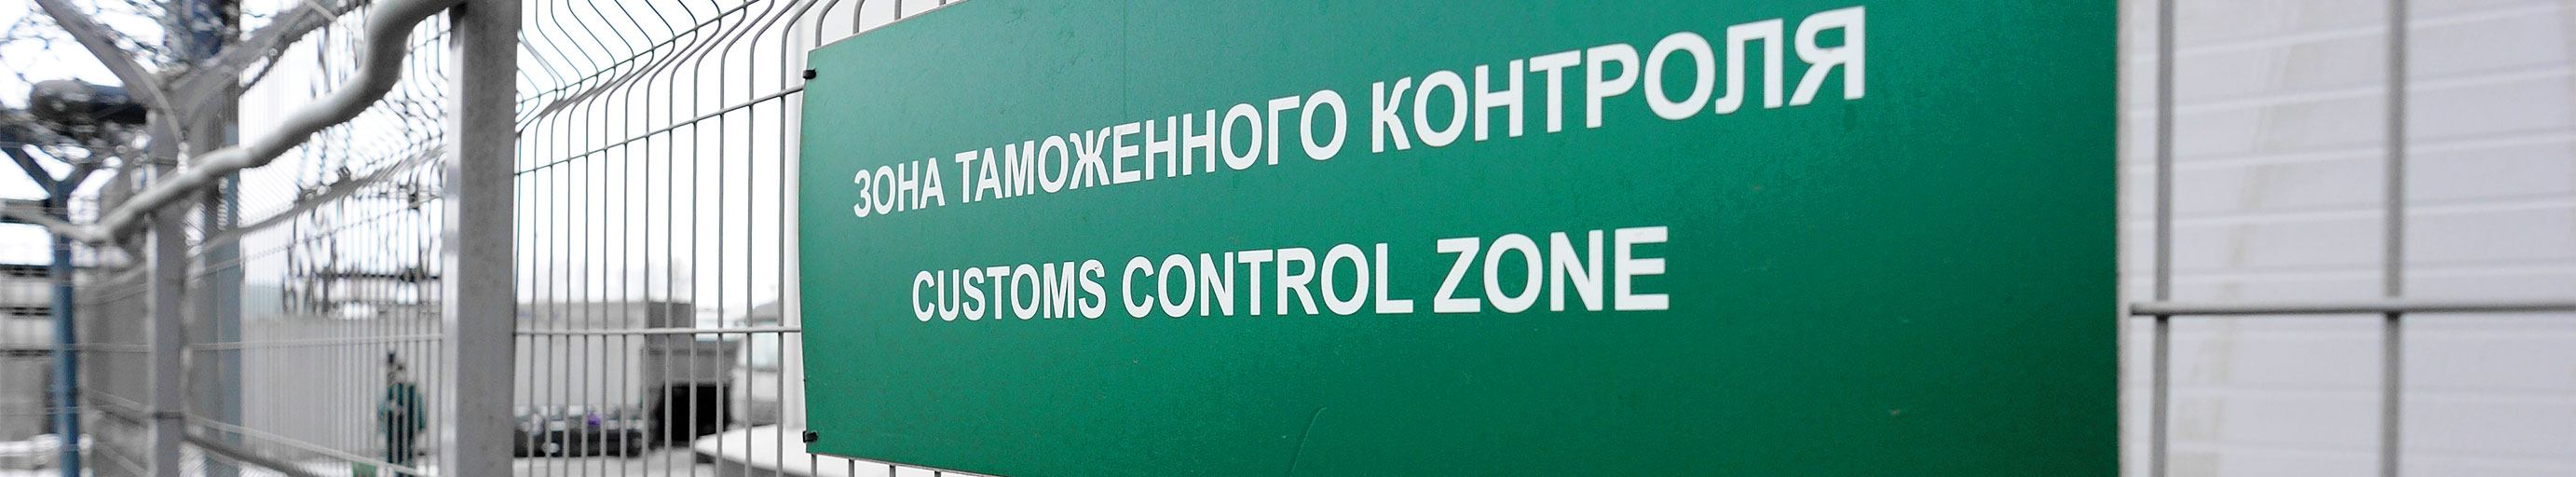 ЗОНА ТАМОЖЕННОГО КОНТРОЛЯ
CUSTOMS CONTROL ZONE